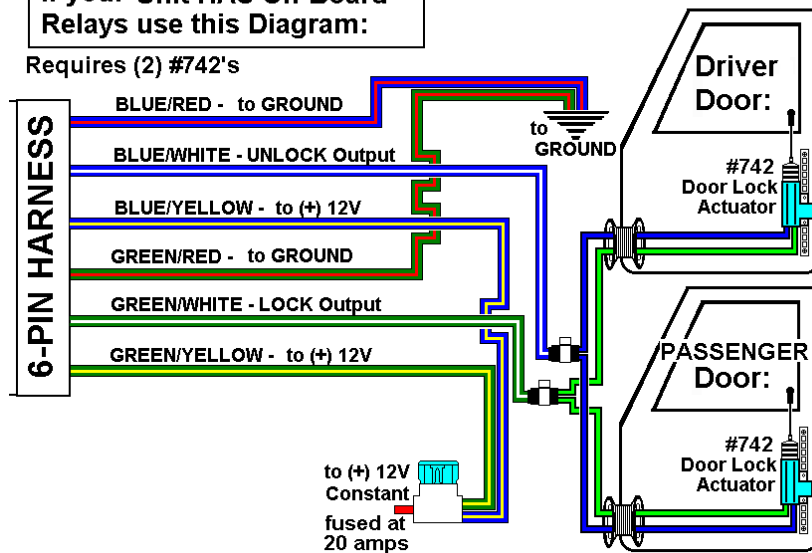 your Unit HAS On-Board
Relays use this Diagram:
Requires (2) #742's
6-PIN HARNESS
BLUE/RED - to GROUND
BLUE/WHITE - UNLOCK Output
BLUE/YELLOW - to (+) 12V
GREEN/RED - to GROUND
GREEN/WHITE - LOCK Output
GREEN/YELLOW - to (+) 12V
to
GROUND
to (+) 12V
Constant
fused at
20 amps
Driver
Door:
#742
Door Lock
Actuator
PASSENGER
Door:
#742
Door Lock
Actuator